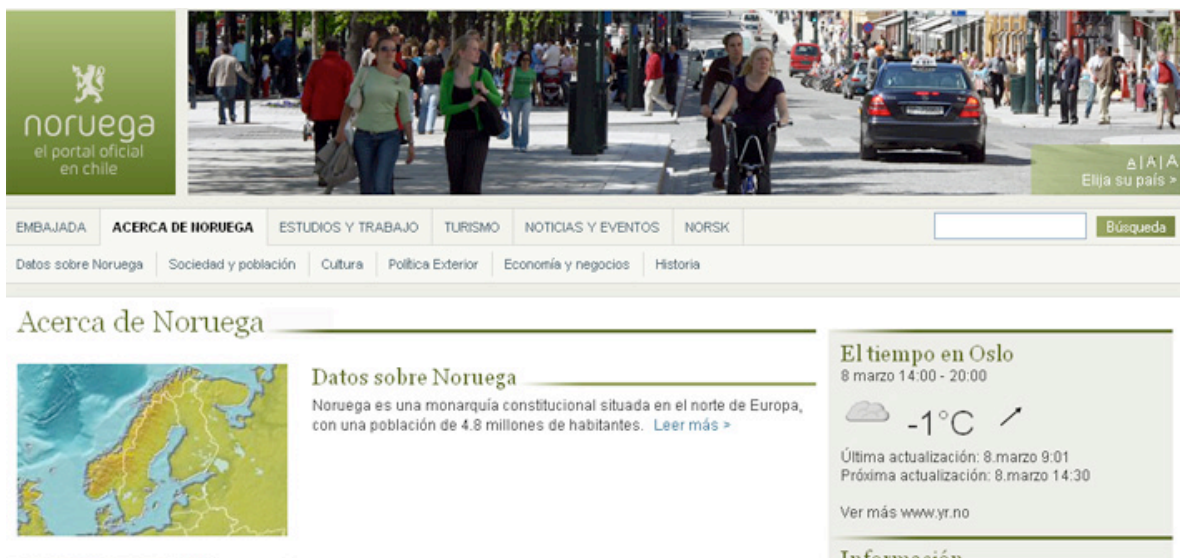 noruega
el portal oficial
en chile
A|A|A
Elija su país >
EMBAJADA ACERCA DE NORUEGA ESTUDIOS Y TRABAJO TURISMO NOTICIAS Y EVENTOS NORSK Búsqueda
Datos sobre Noruega Sociedad y población Cultura Política Exterior Economía y negocios Historia
Acerca de Noruega
Datos sobre Noruega
Noruega es una monarquía constitucional situada en el norte de Europa,
con una población de 4.8 millones de habitantes. Leer más >
El tiempo en Oslo
8 marzo 14:00 - 20:00
-1°C
Última actualización: 8.marzo 9:01
Próxima actualización: 8.marzo 14:30
Ver más www.yr.no
Información